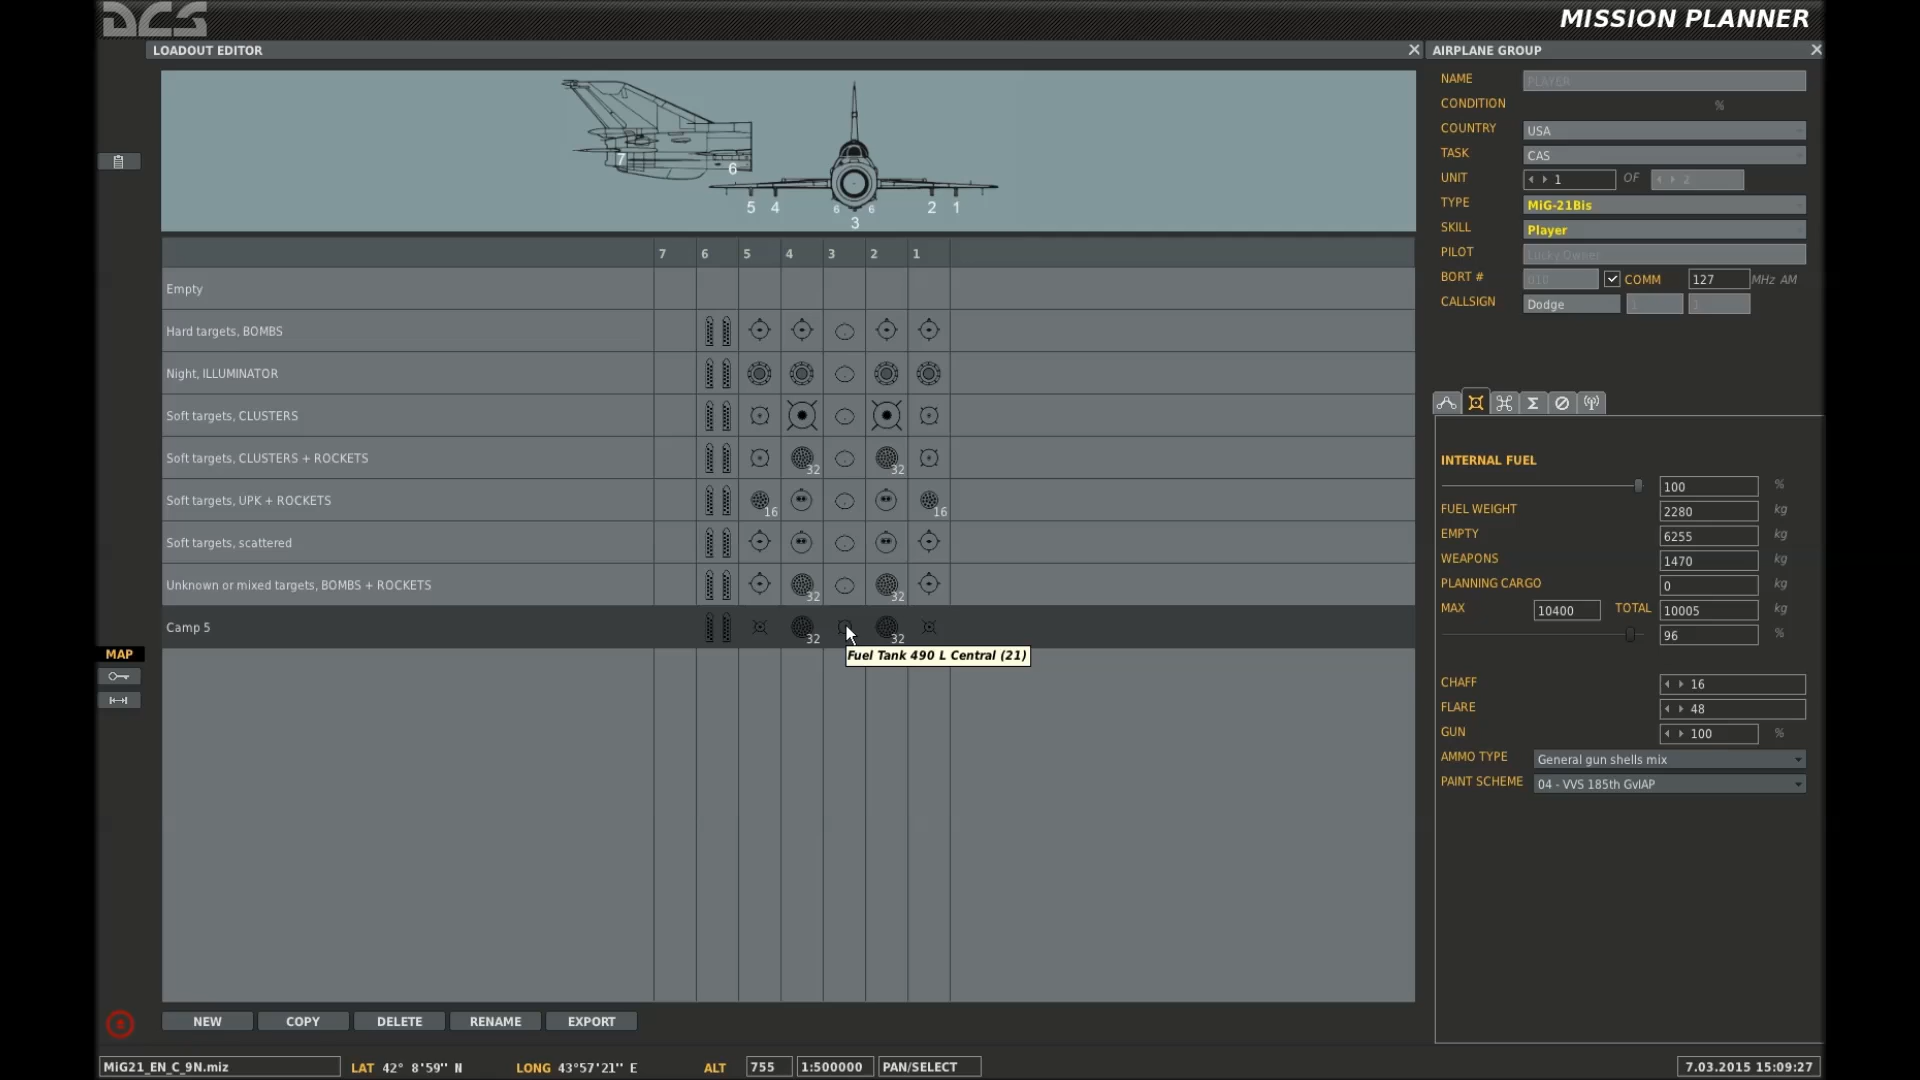 DCS
MISSION PLANNER
LOADOUT EDITOR
AIRPLANE GROUP
NAME PLAYER
CONDITION %
COUNTRY USA
TASK CAS
UNIT 1 OF 2
TYPE MiG-21Bis
SKILL Player
PILOT
BORT # 010 COMM 127 MHz AM
CALLSIGN Dodge 1
7 6 5 4 6 6 3 2 1
7 6 5 4 3 2 1
Empty
Hard targets, BOMBS
Night, ILLUMINATOR
Soft targets, CLUSTERS
Soft targets, CLUSTERS + ROCKETS 32 32
Soft targets, UPK + ROCKETS 16 16
Soft targets, scattered
Unknown or mixed targets, BOMBS + ROCKETS 32 32
Camp 5 32 32
Fuel Tank 490 L Central (21)
INTERNAL FUEL
100 %
FUEL WEIGHT 2280 kg
EMPTY 6255 kg
WEAPONS 1470 kg
PLANNING CARGO 0 kg
MAX 10400 TOTAL 10005 kg
96 %
CHAFF 16
FLARE 48
GUN 100 %
AMMO TYPE General gun shells mix
PAINT SCHEME 04 - VVS 185th GvIAP
MAP
NEW COPY DELETE RENAME EXPORT
MiG21_EN_C_9N.miz LAT 42° 8'59'' N LONG 43°57'21'' E ALT 755 1:500000 PAN/SELECT 7.03.2015 15:09:27